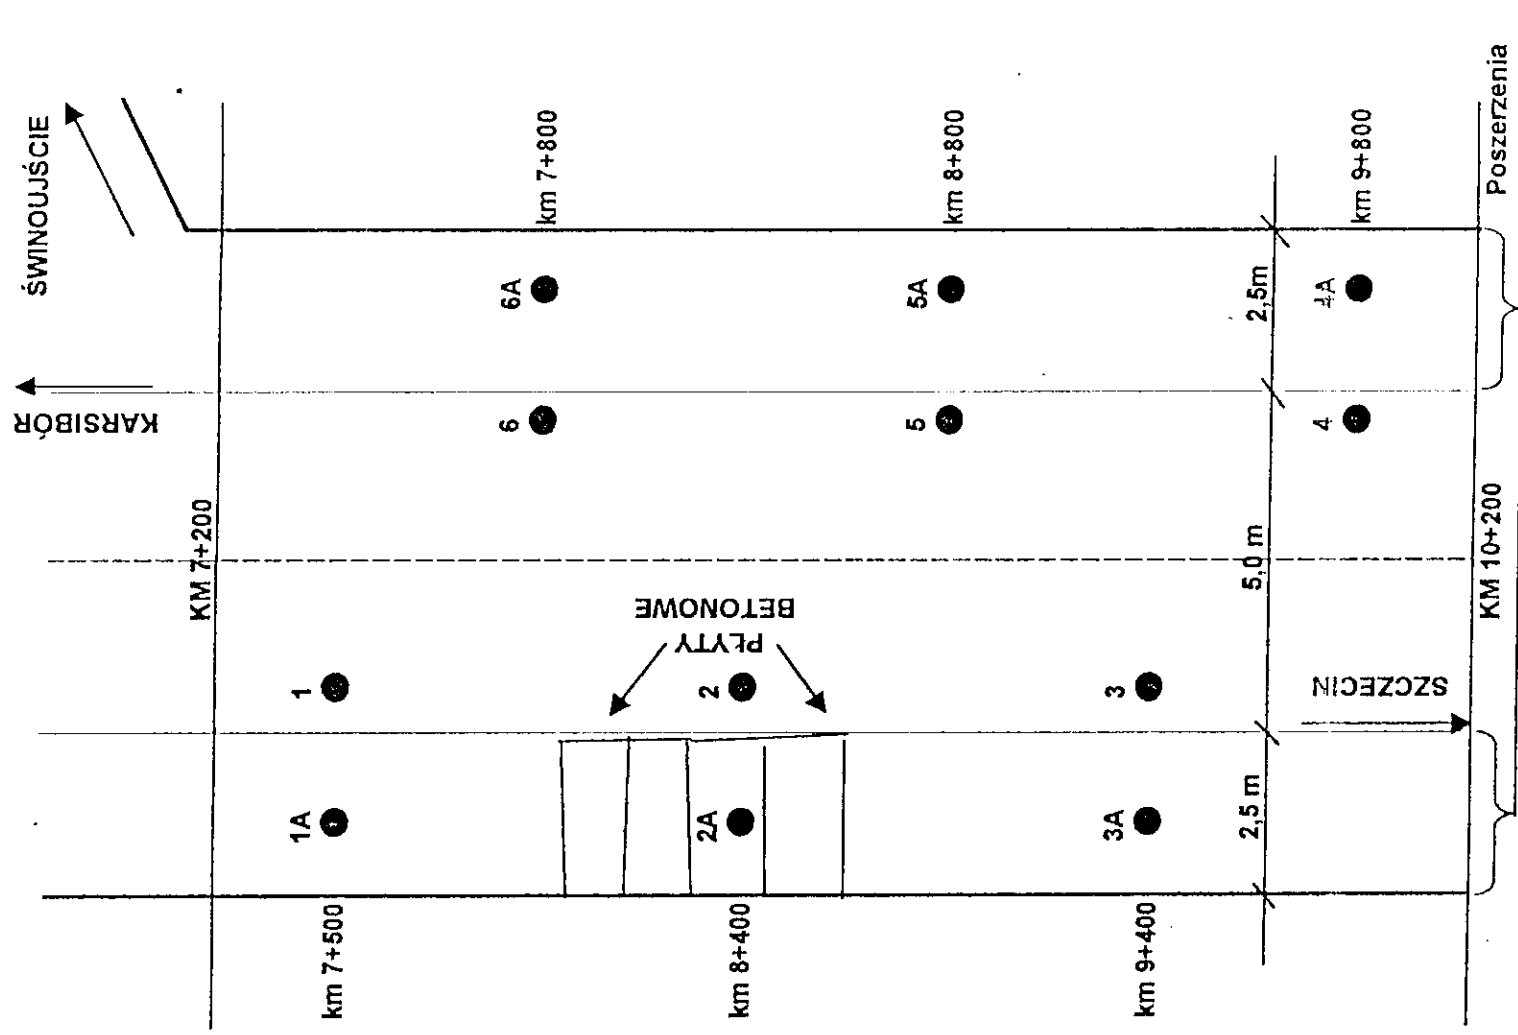 ŚWINOUJŚCIE
KARSIBÓR
KM 7+200
km 7+800
6A
6
1
1A
km 7+500
PŁYTY
BETONOWE
km 8+800
5A
5
2
2A
km 8+400
km 9+800
4A
4
3
3A
km 9+400
2,5m
5,0 m
2,5 m
SZCZECIN
KM 10+200
Poszerzenia